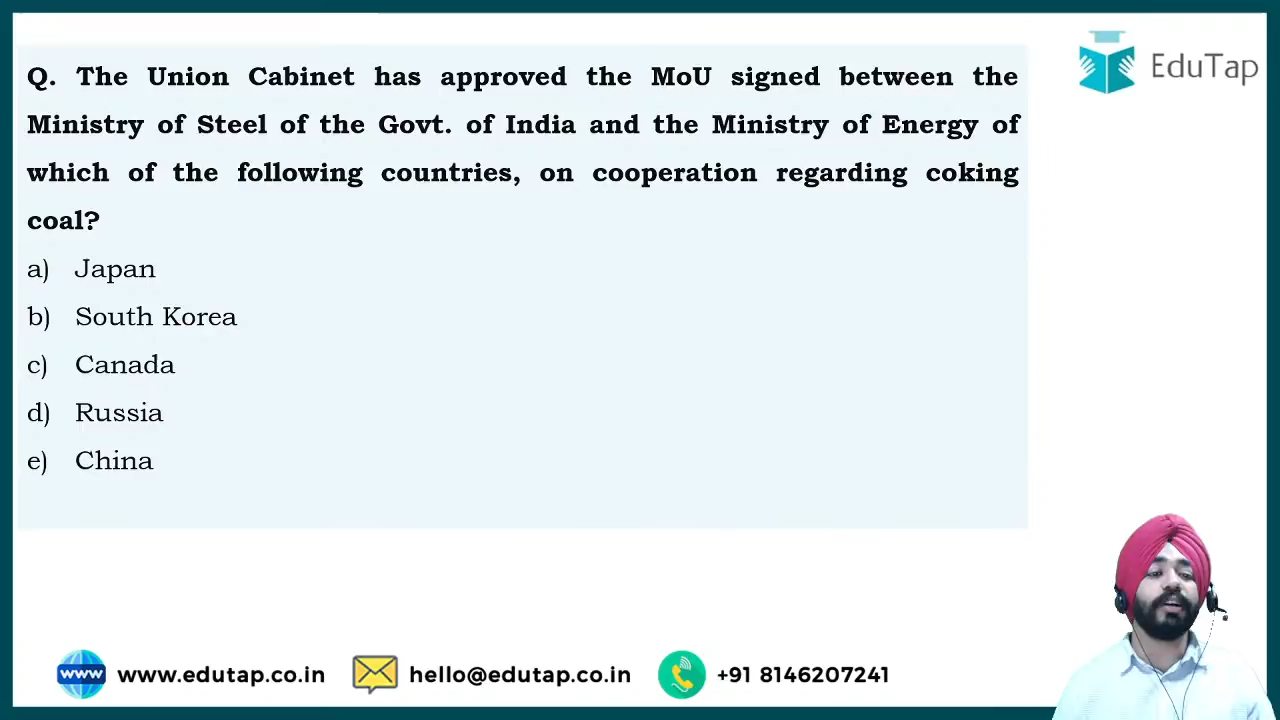 Q. The Union Cabinet has approved the MoU signed between the
Ministry of Steel of the Govt. of India and the Ministry of Energy of
which of the following countries, on cooperation regarding coking
coal?
a) Japan
b) South Korea
c) Canada
d) Russia
e) China
EduTap
www www.edutap.co.in hello@edutap.co.in +91 8146207241